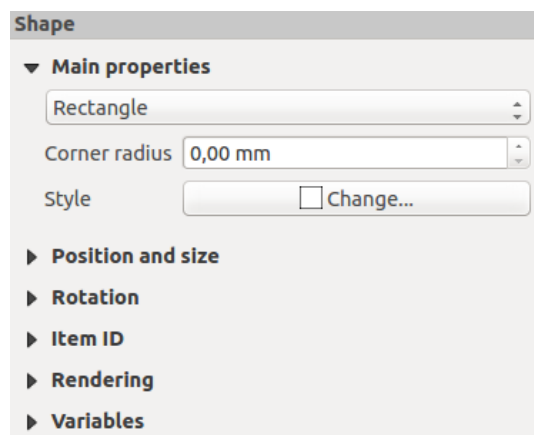 Shape
Main properties
Rectangle
Corner radius 0,00 mm
Style Change...
Position and size
Rotation
Item ID
Rendering
Variables